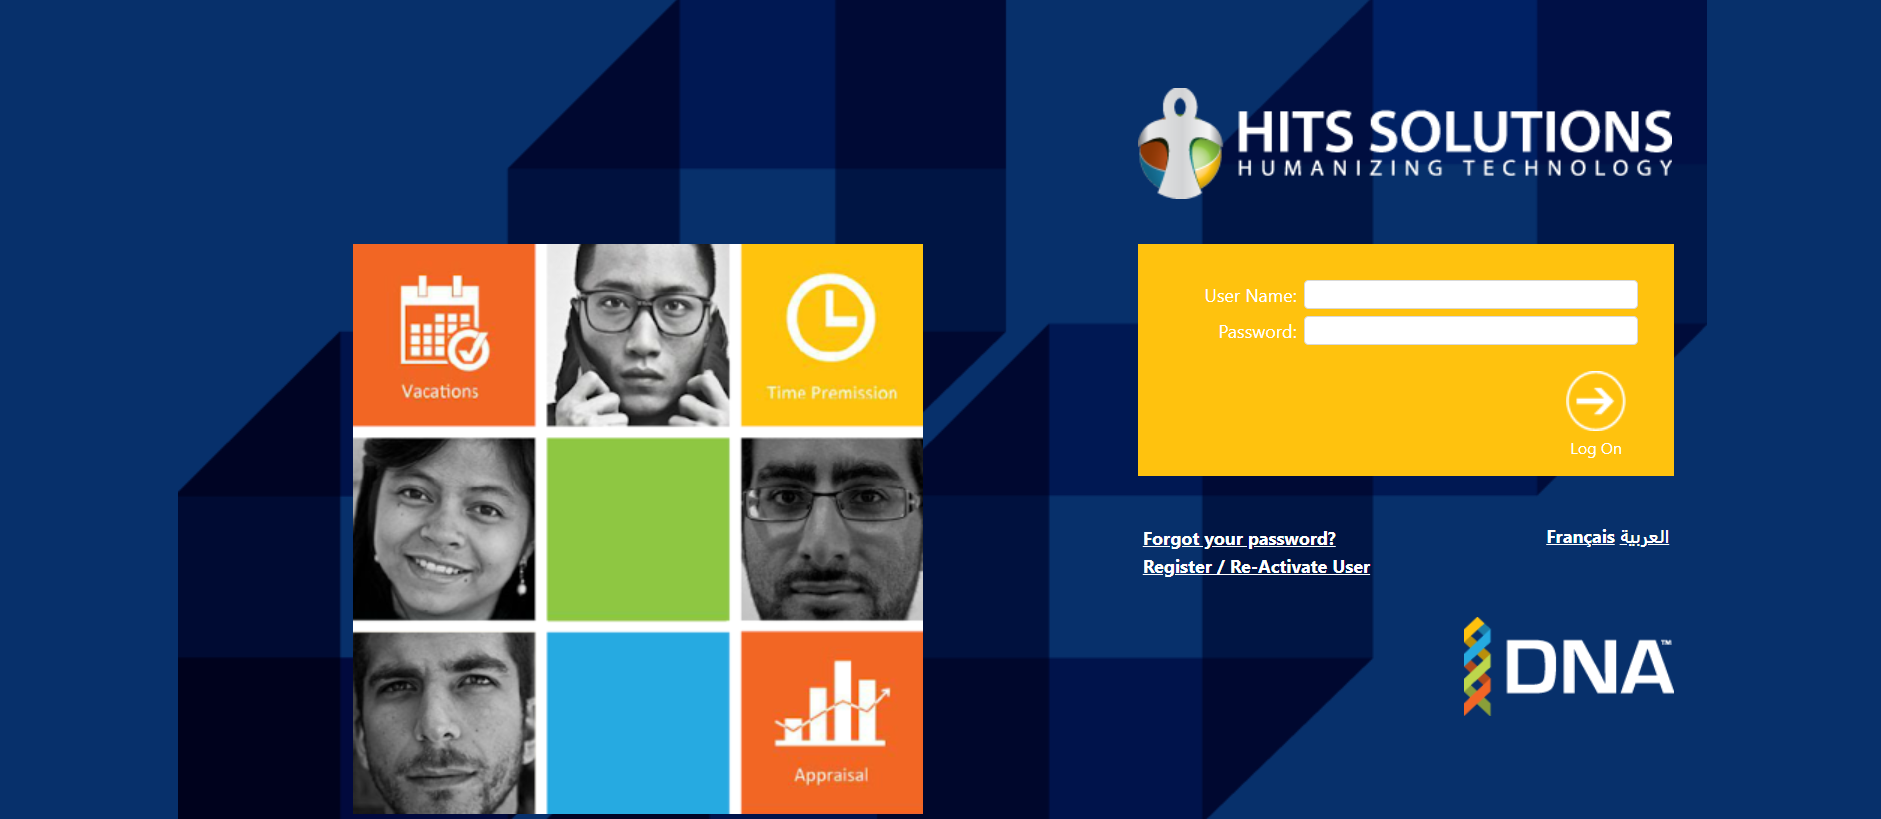 HITS SOLUTIONS
HUMANIZING TECHNOLOGY
Vacations
Time Premission
Appraisal
User Name:
Password:
Log On
Forgot your password?
Français العربية
Register / Re-Activate User
DNA™